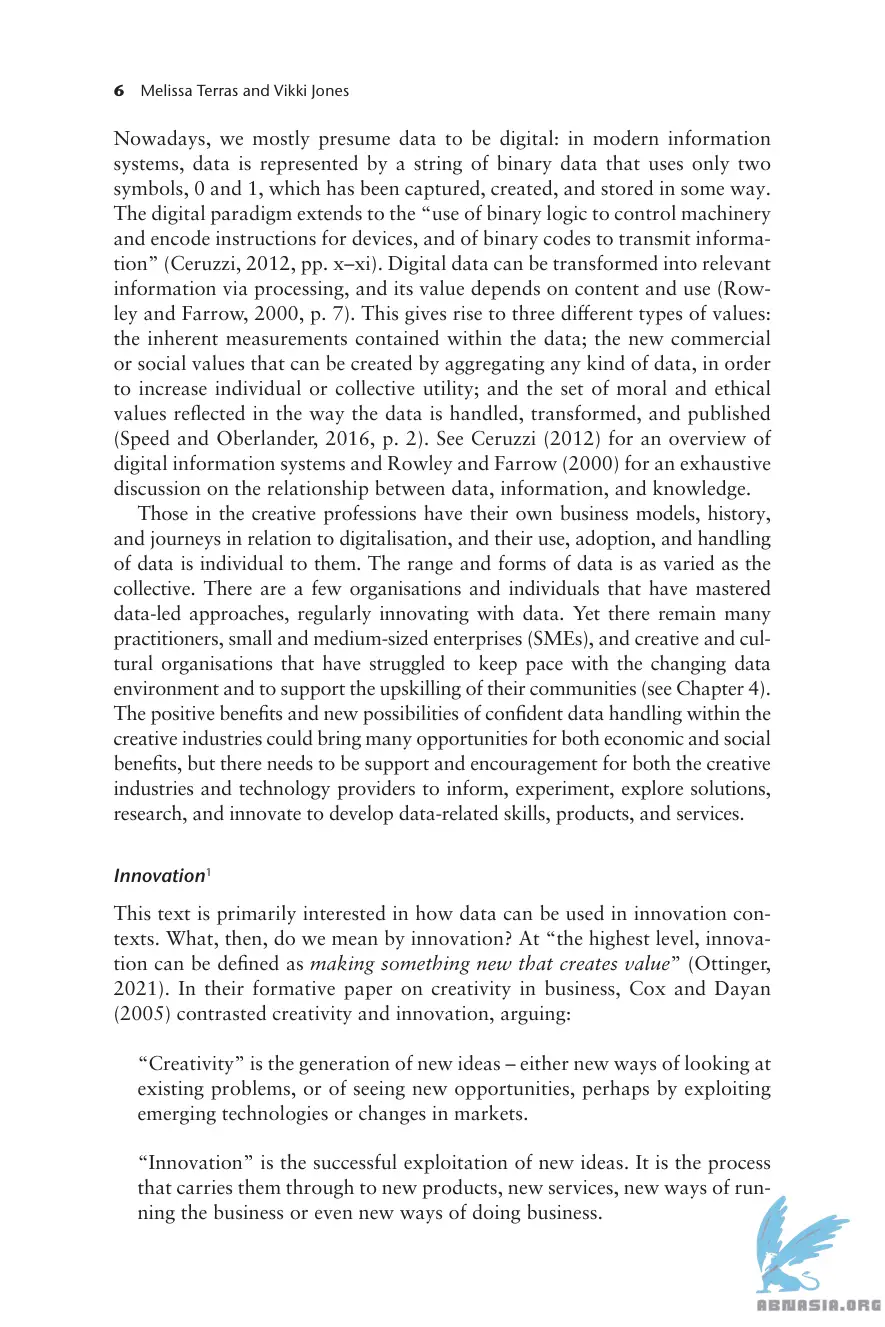 6 Melissa Terras and Vikki Jones
Nowadays, we mostly presume data to be digital: in modern information
systems, data is represented by a string of binary data that uses only two
symbols, 0 and 1, which has been captured, created, and stored in some way.
The digital paradigm extends to the “use of binary logic to control machinery
and encode instructions for devices, and of binary codes to transmit informa-
tion” (Ceruzzi, 2012, pp. x–xi). Digital data can be transformed into relevant
information via processing, and its value depends on content and use (Row-
ley and Farrow, 2000, p. 7). This gives rise to three different types of values:
the inherent measurements contained within the data; the new commercial
or social values that can be created by aggregating any kind of data, in order
to increase individual or collective utility; and the set of moral and ethical
values reflected in the way the data is handled, transformed, and published
(Speed and Oberlander, 2016, p. 2). See Ceruzzi (2012) for an overview of
digital information systems and Rowley and Farrow (2000) for an exhaustive
discussion on the relationship between data, information, and knowledge.
Those in the creative professions have their own business models, history,
and journeys in relation to digitalisation, and their use, adoption, and handling
of data is individual to them. The range and forms of data is as varied as the
collective. There are a few organisations and individuals that have mastered
data-led approaches, regularly innovating with data. Yet there remain many
practitioners, small and medium-sized enterprises (SMEs), and creative and cul-
tural organisations that have struggled to keep pace with the changing data
environment and to support the upskilling of their communities (see Chapter 4).
The positive benefits and new possibilities of confident data handling within the
creative industries could bring many opportunities for both economic and social
benefits, but there needs to be support and encouragement for both the creative
industries and technology providers to inform, experiment, explore solutions,
research, and innovate to develop data-related skills, products, and services.
Innovation¹
This text is primarily interested in how data can be used in innovation con-
texts. What, then, do we mean by innovation? At “the highest level, innova-
tion can be defined as making something new that creates value” (Ottinger,
2021). In their formative paper on creativity in business, Cox and Dayan
(2005) contrasted creativity and innovation, arguing:
“Creativity” is the generation of new ideas – either new ways of looking at
existing problems, or of seeing new opportunities, perhaps by exploiting
emerging technologies or changes in markets.
“Innovation” is the successful exploitation of new ideas. It is the process
that carries them through to new products, new services, new ways of run-
ning the business or even new ways of doing business.
ABNASIA.ORG